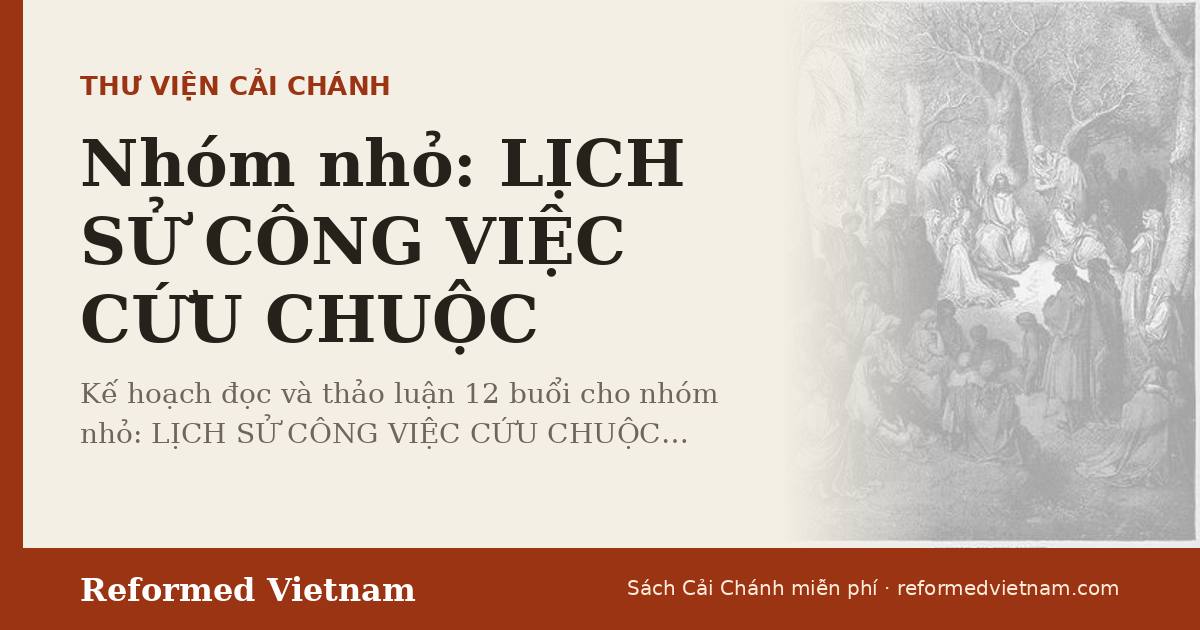 THƯ VIỆN CẢI CHÁNH
Nhóm nhỏ: LỊCH
SỬ CÔNG VIỆC
CỨU CHUỘC
Kế hoạch đọc và thảo luận 12 buổi cho nhóm
nhỏ: LỊCH SỬ CÔNG VIỆC CỨU CHUỘC...
Reformed Vietnam
Sách Cải Chánh miễn phí · reformedvietnam.com